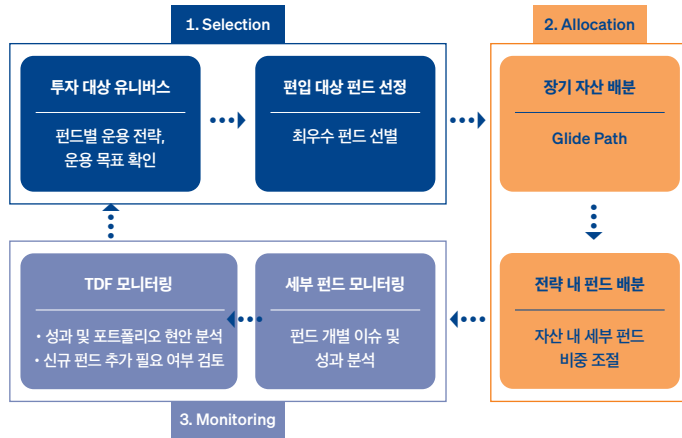 1. Selection
투자 대상 유니버스
펀드별 운용 전략,
운용 목표 확인
편입 대상 펀드 선정
최우수 펀드 선별
2. Allocation
장기 자산 배분
Glide Path
전략 내 펀드 배분
자산 내 세부 펀드
비중 조절
세부 펀드 모니터링
펀드 개별 이슈 및
성과 분석
TDF 모니터링
• 성과 및 포트폴리오 현안 분석
• 신규 펀드 추가 필요 여부 검토
3. Monitoring